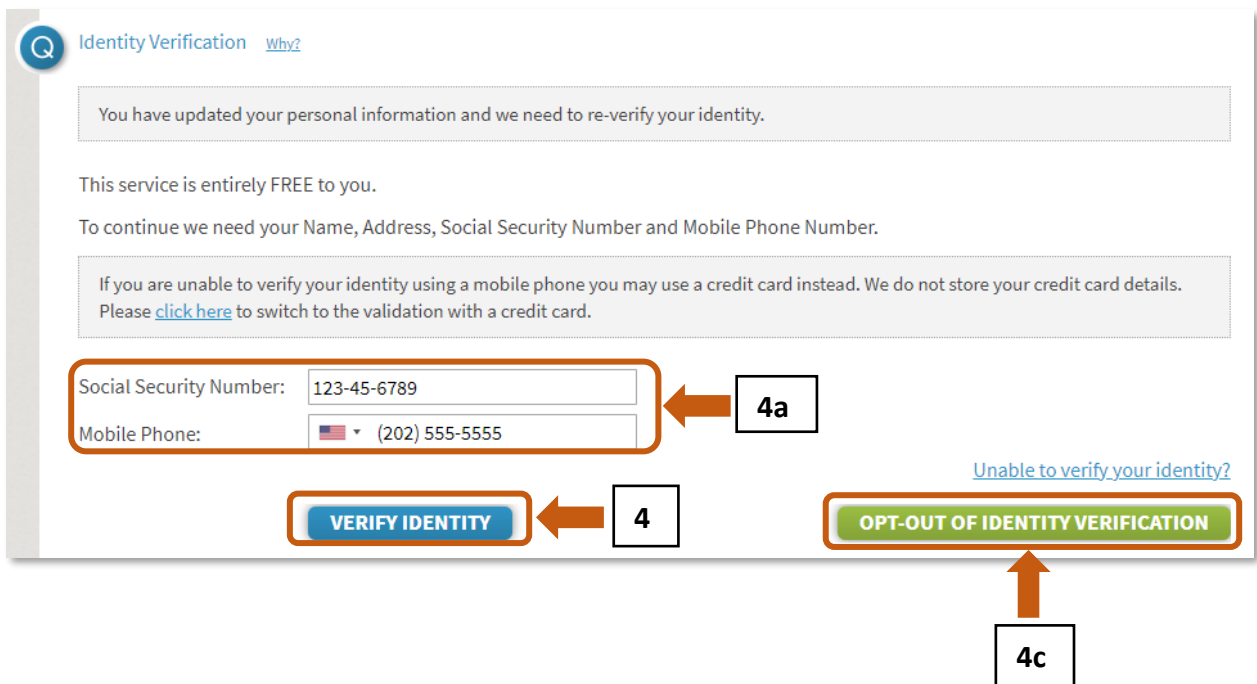 Q
Identity Verification Why?
You have updated your personal information and we need to re-verify your identity.
This service is entirely FREE to you.
To continue we need your Name, Address, Social Security Number and Mobile Phone Number.
If you are unable to verify your identity using a mobile phone you may use a credit card instead. We do not store your credit card details.
Please click here to switch to the validation with a credit card.
Social Security Number: 123-45-6789
4a
Mobile Phone: (202) 555-5555
Unable to verify your identity?
VERIFY IDENTITY
4
OPT-OUT OF IDENTITY VERIFICATION
4c